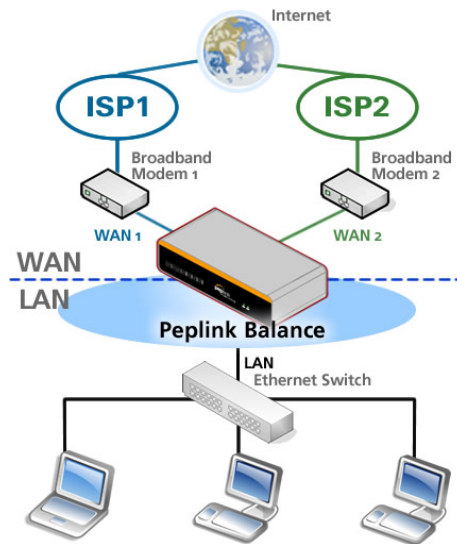 Internet
ISP1
ISP2
Broadband
Modem 1
Broadband
Modem 2
WAN 1
WAN 2
WAN
LAN
Peplink Balance
LAN
Ethernet Switch